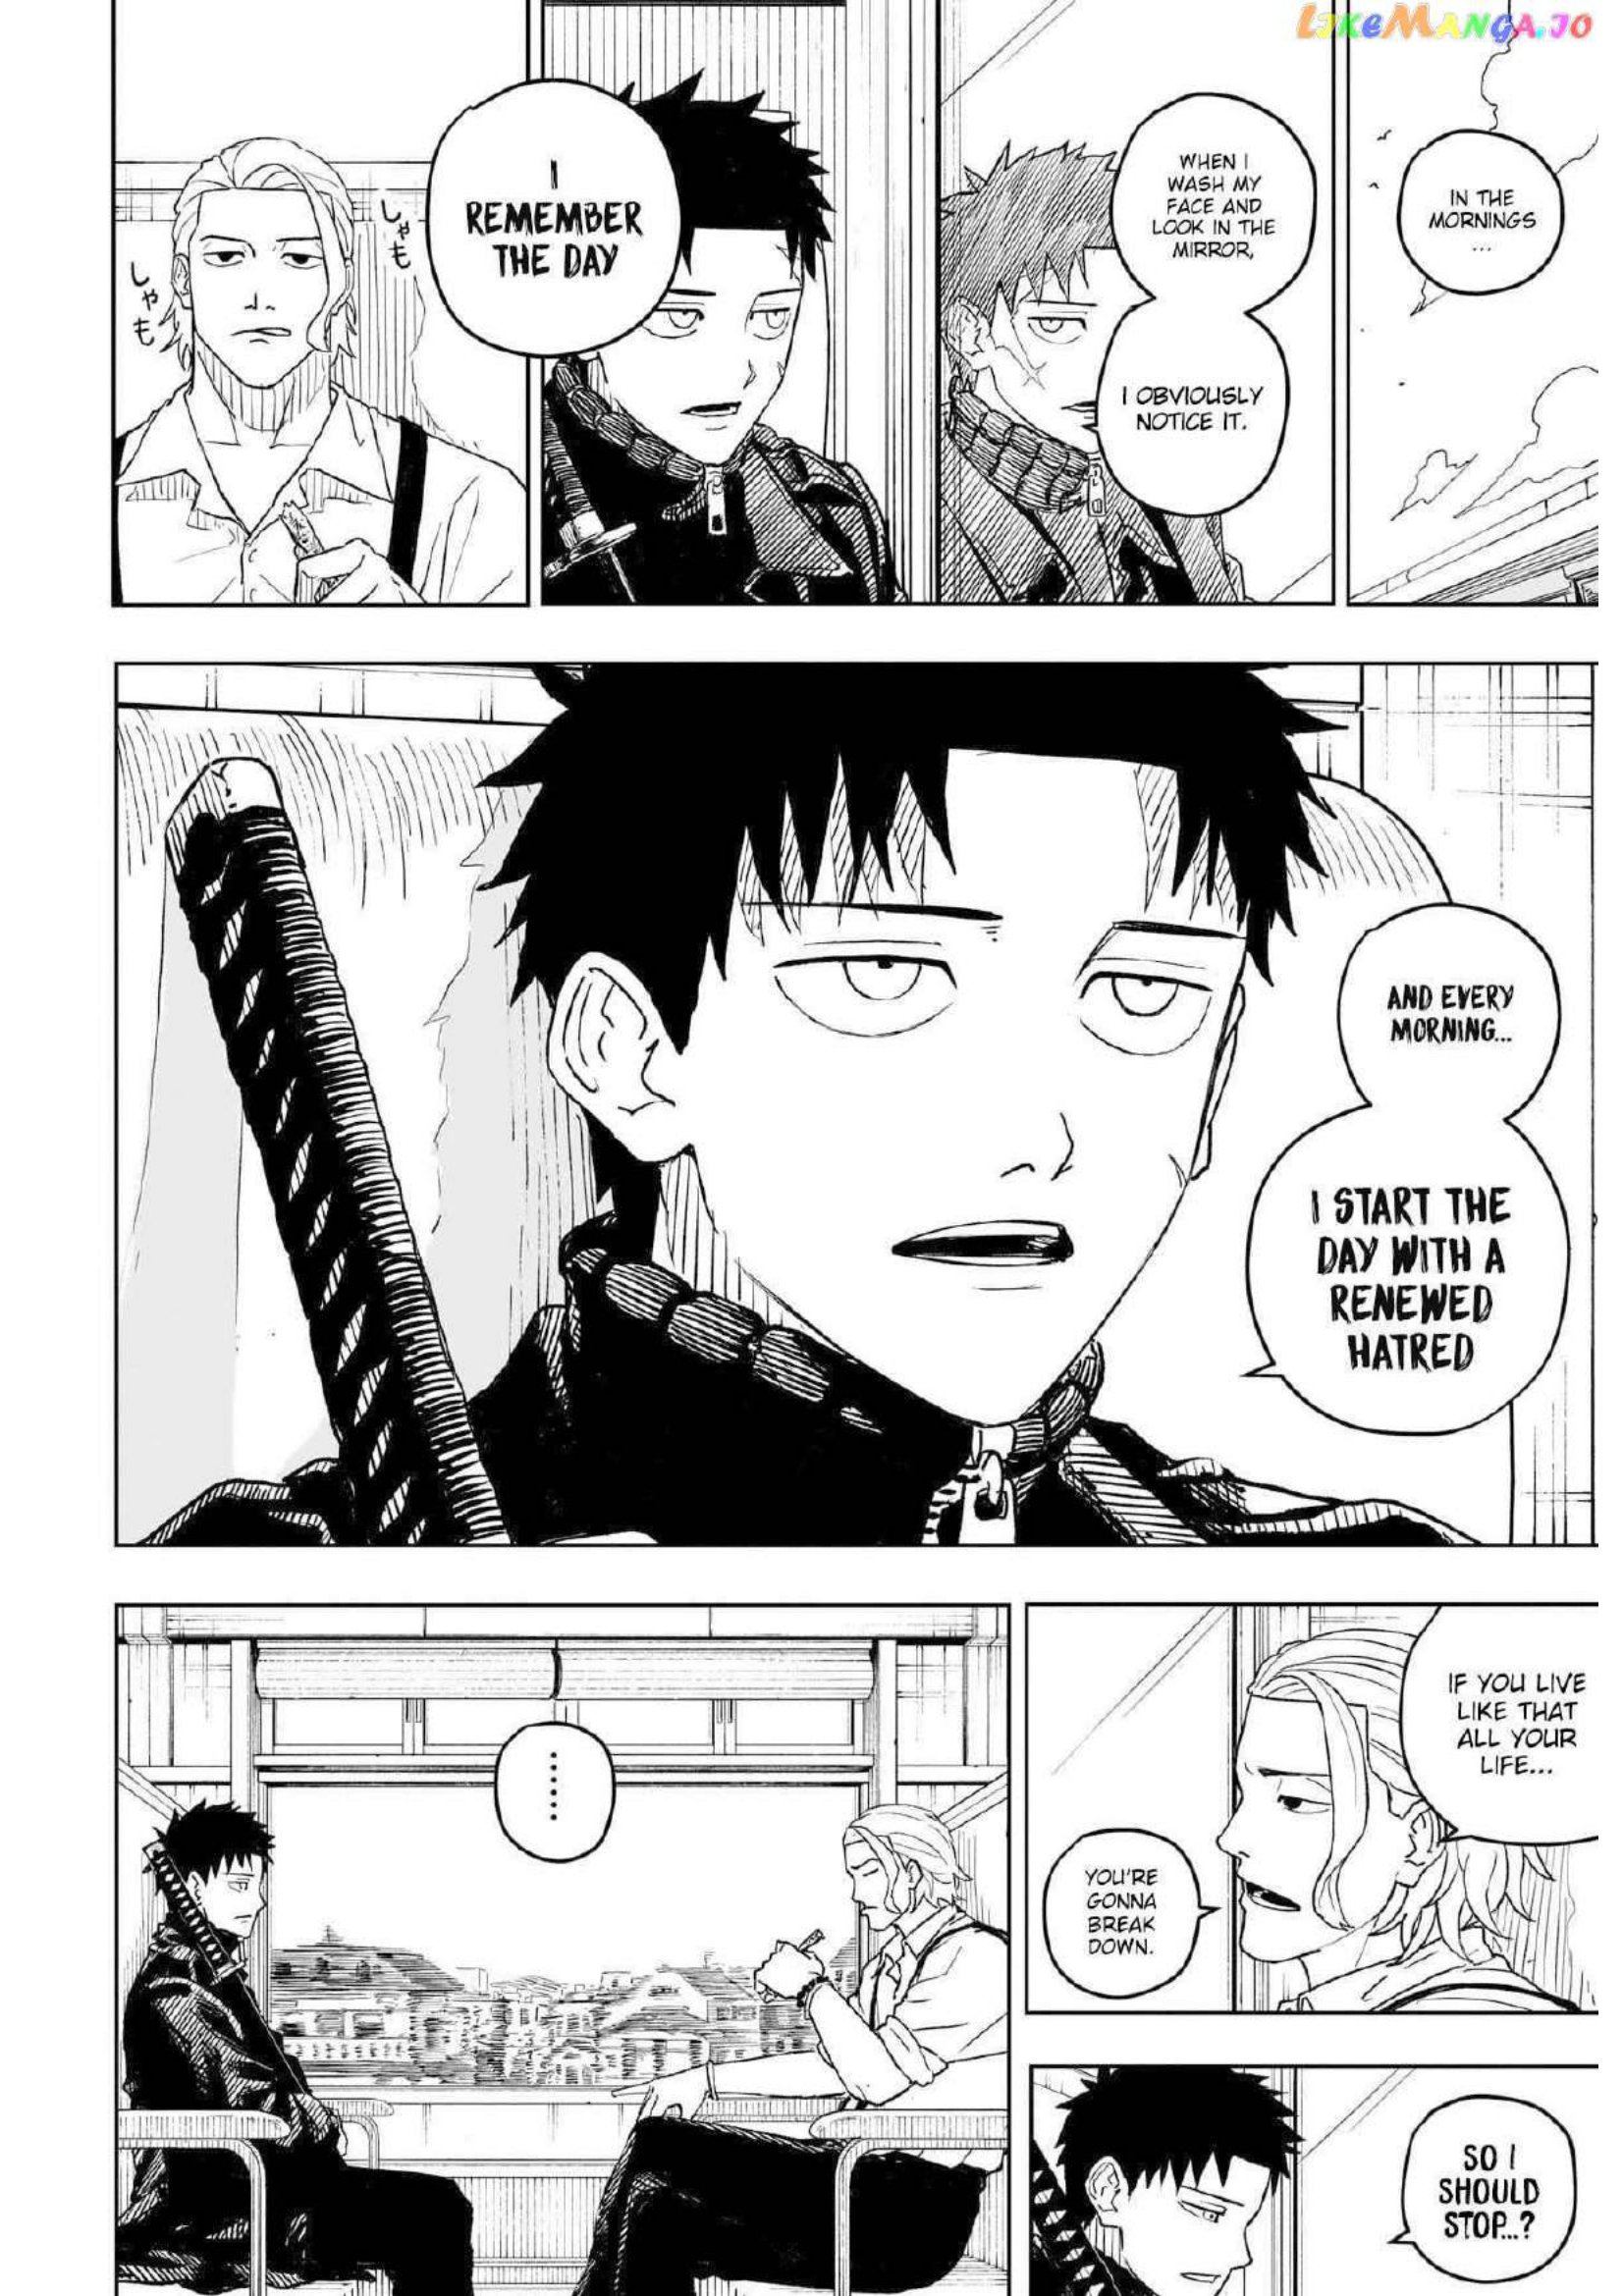 LIKEMANGA.IO
IN THE
MORNINGS
...
WHEN I
WASH MY
FACE AND
LOOK IN THE
MIRROR,
I OBVIOUSLY
NOTICE IT.
I
REMEMBER
THE DAY
しゃも
しゃも
AND EVERY
MORNING...
I START THE
DAY WITH A
RENEWED
HATRED
IF YOU LIVE
LIKE THAT
ALL YOUR
LIFE...
YOU'RE
GONNA
BREAK
DOWN.
SO I
SHOULD
STOP...?
......